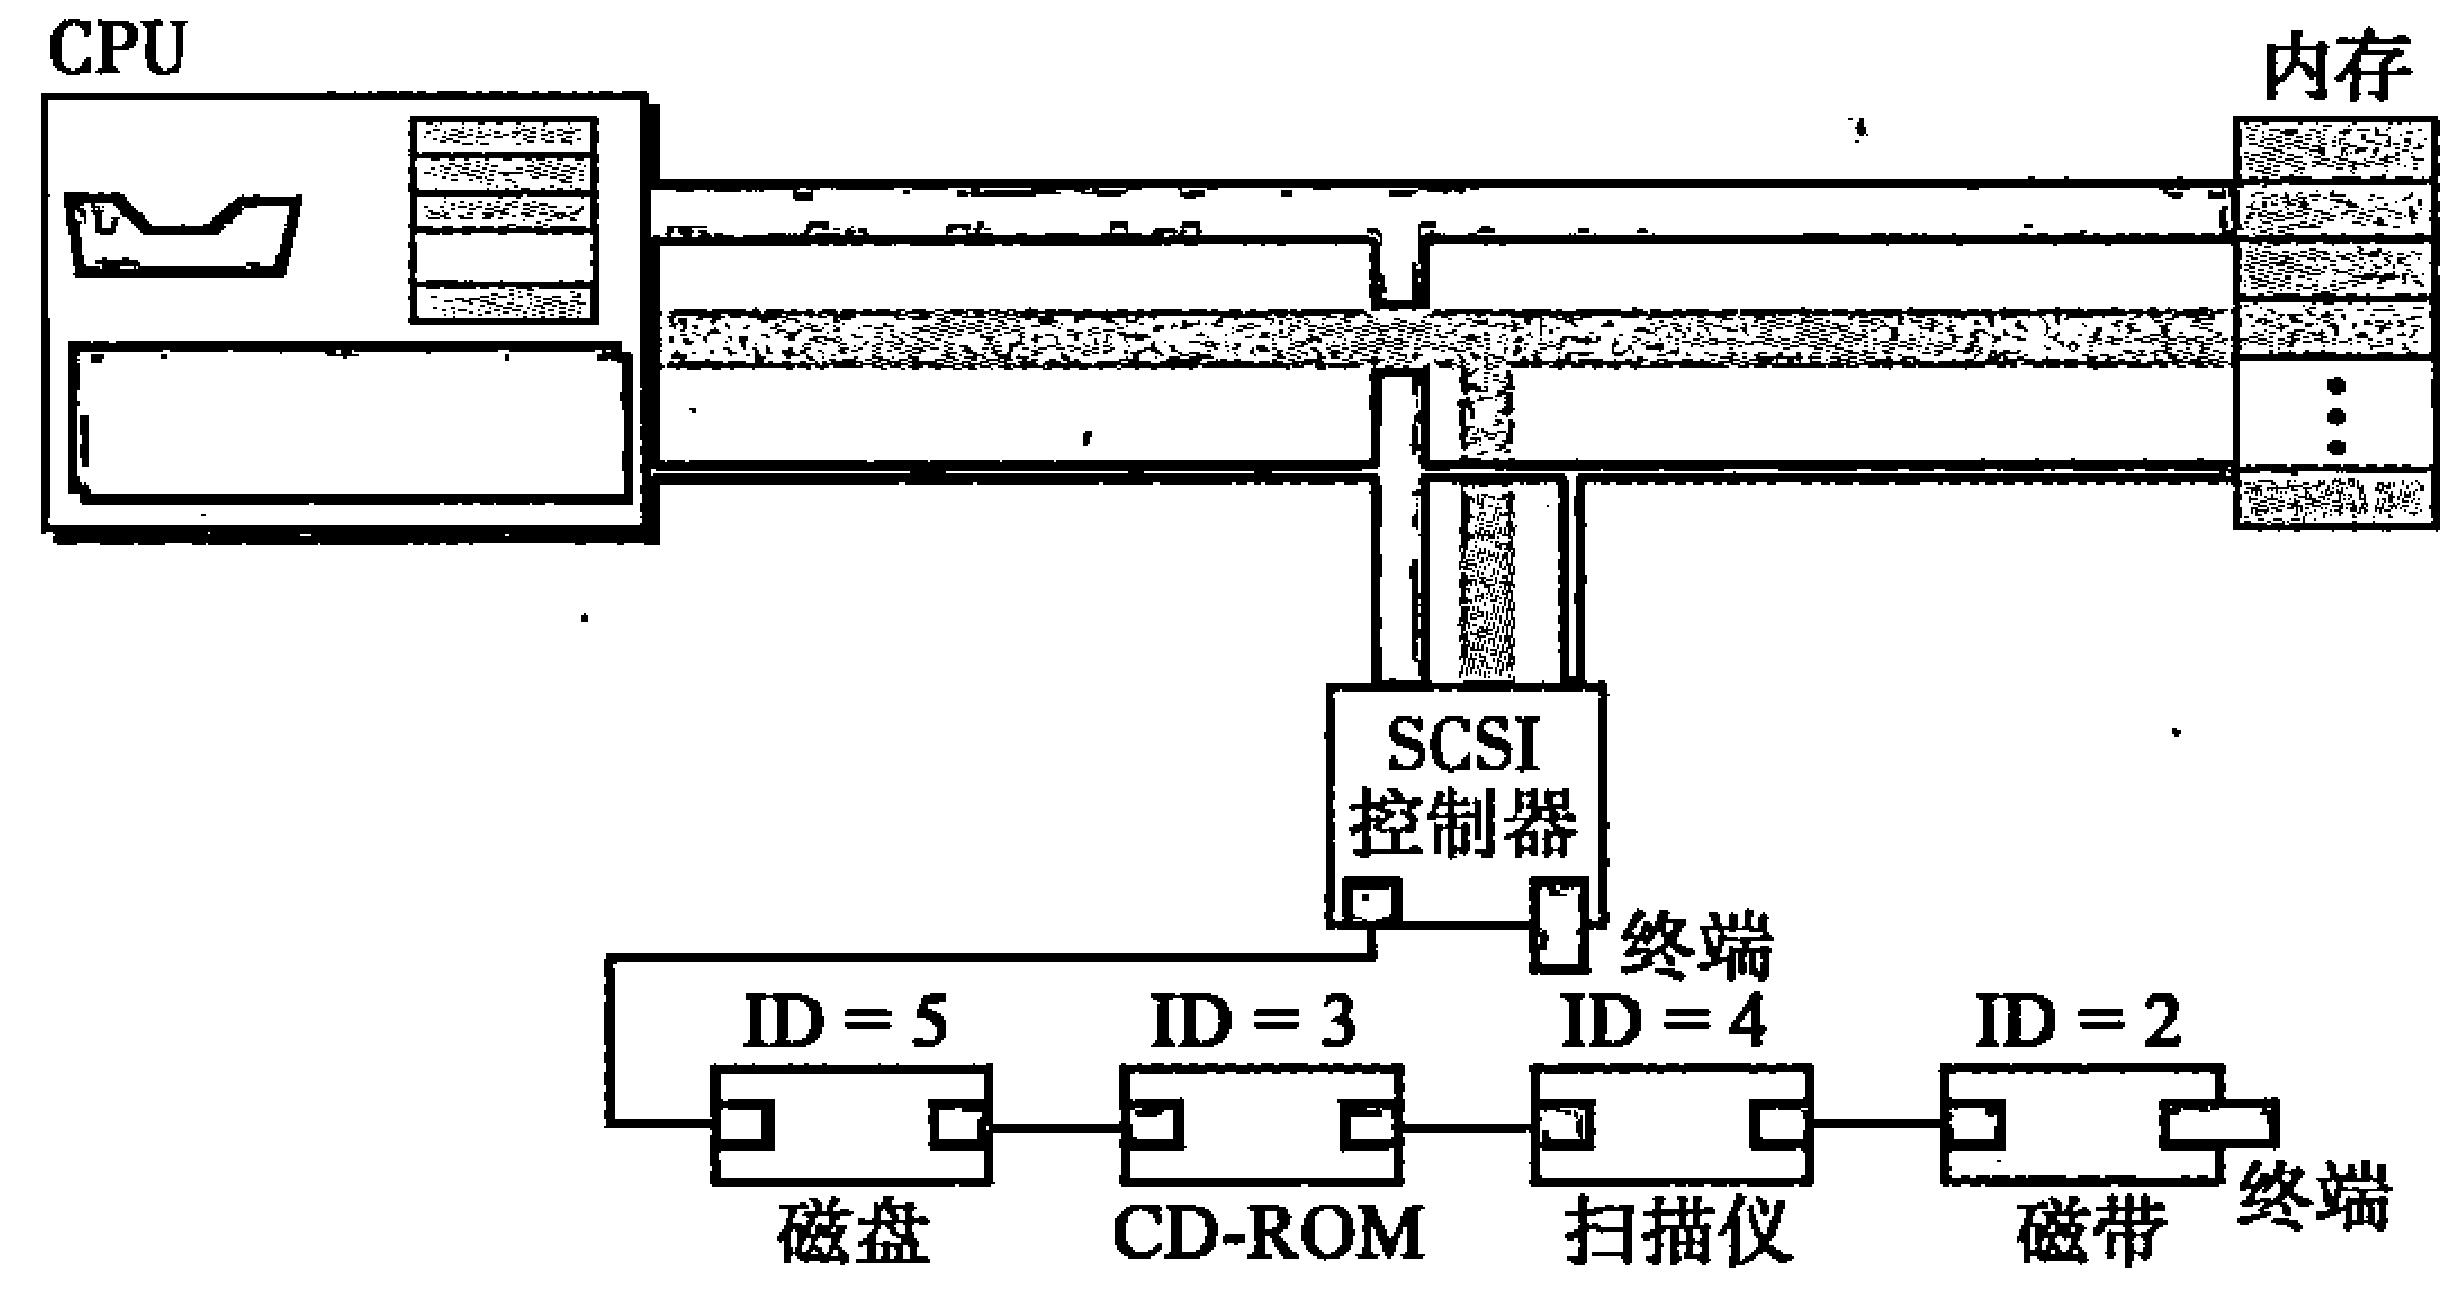 CPU
内存
SCSI
控制器
终端
ID = 5
ID = 3
ID = 4
ID = 2
磁盘
CD-ROM
扫描仪
磁带
终端